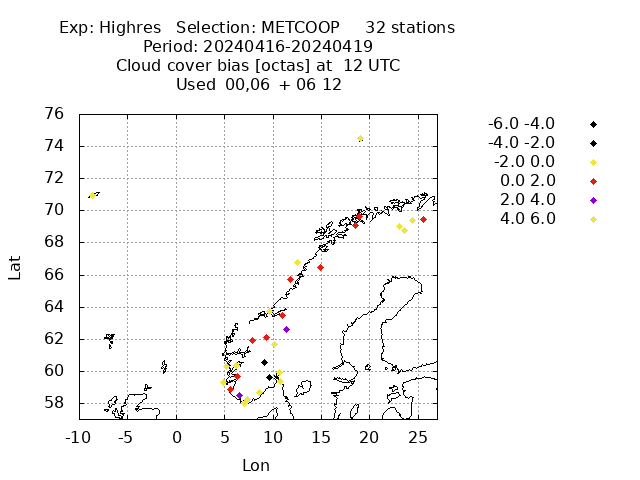 Exp: Highres Selection: METCOOP 32 stations
Period: 20240416-20240419
Cloud cover bias [octas] at 12 UTC
Used 00,06 + 06 12
-6.0 -4.0
-4.0 -2.0
-2.0 0.0
0.0 2.0
2.0 4.0
4.0 6.0
76
74
72
70
68
66
64
62
60
58
Lat
-10 -5 0 5 10 15 20 25
Lon